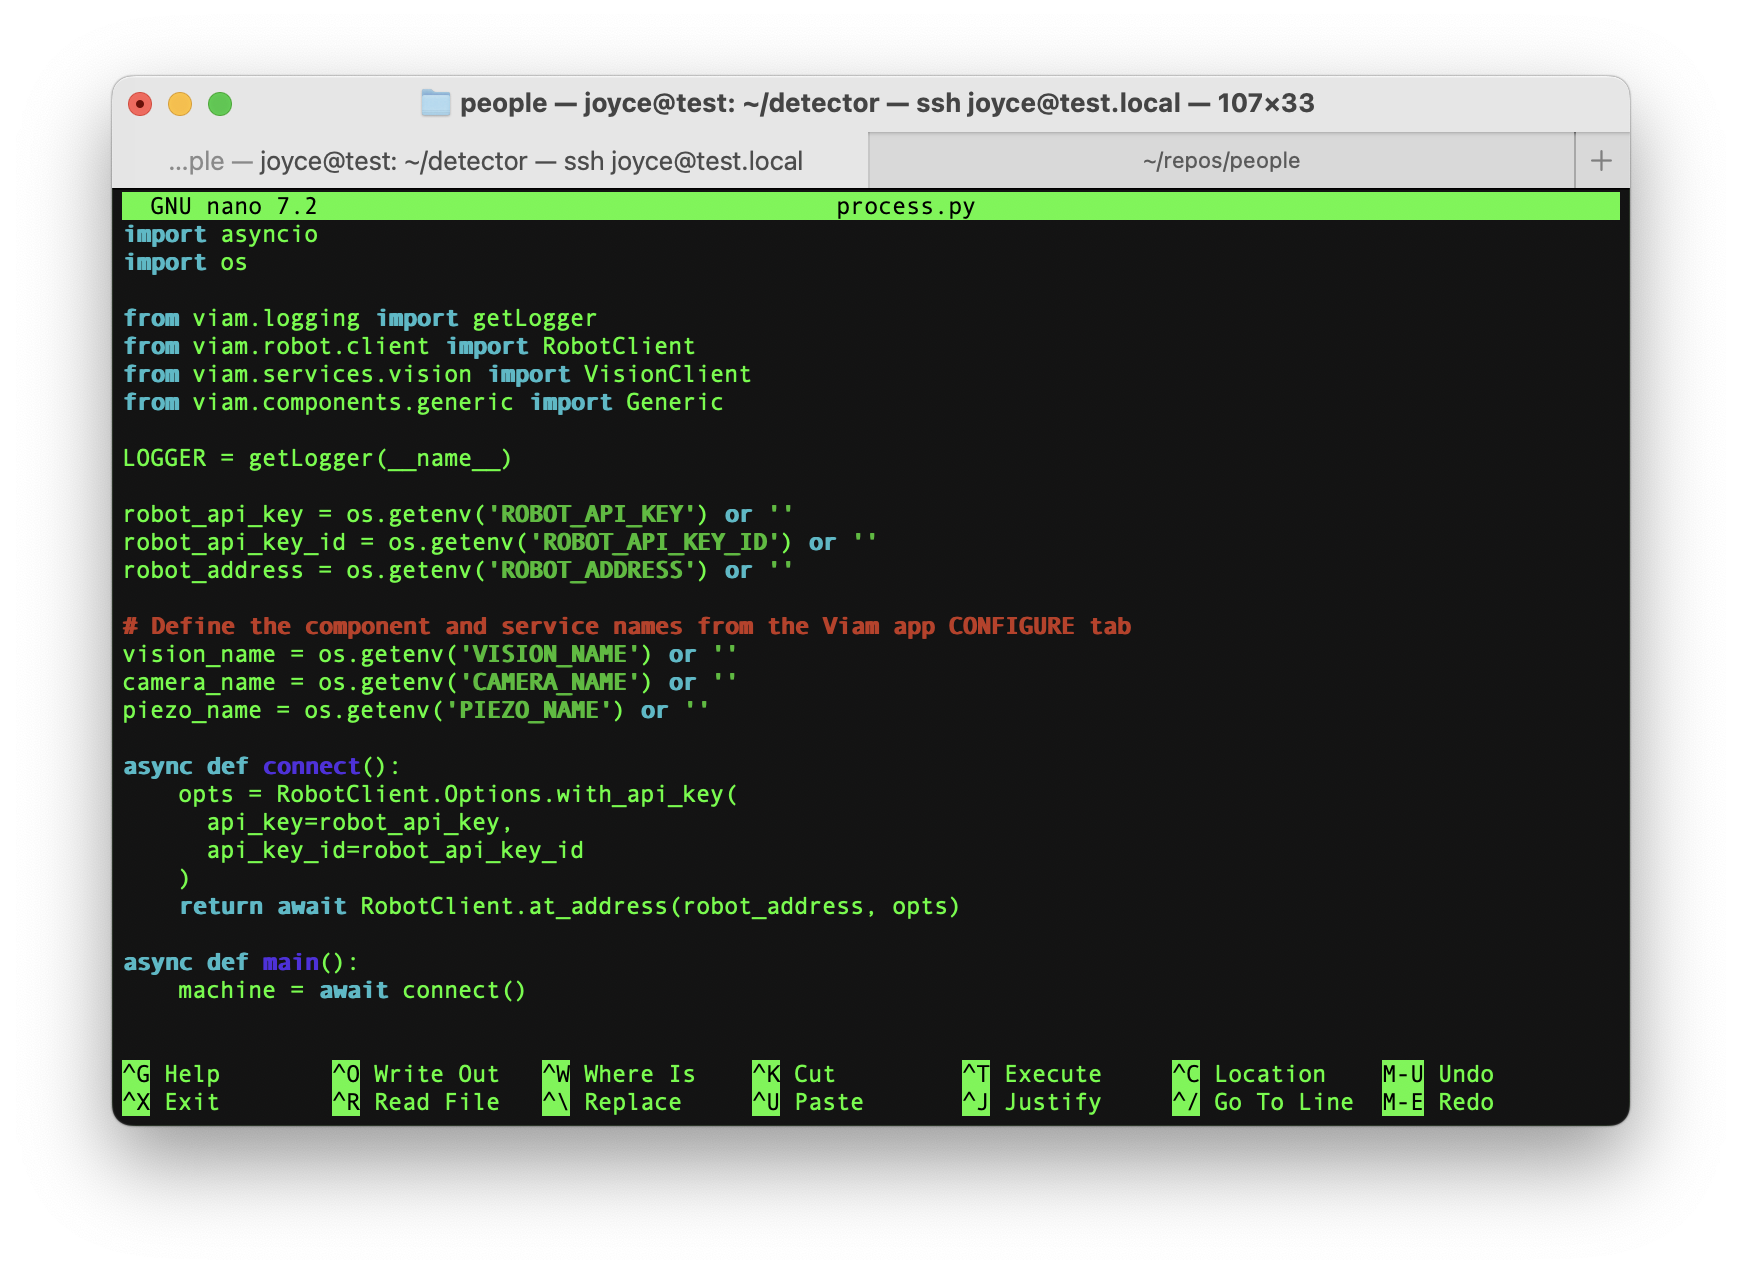 people — joyce@test: ~/detector — ssh joyce@test.local — 107×33
...ple — joyce@test: ~/detector — ssh joyce@test.local ~/repos/people +
GNU nano 7.2 process.py
import asyncio
import os

from viam.logging import getLogger
from viam.robot.client import RobotClient
from viam.services.vision import VisionClient
from viam.components.generic import Generic

LOGGER = getLogger(__name__)

robot_api_key = os.getenv('ROBOT_API_KEY') or ''
robot_api_key_id = os.getenv('ROBOT_API_KEY_ID') or ''
robot_address = os.getenv('ROBOT_ADDRESS') or ''

# Define the component and service names from the Viam app CONFIGURE tab
vision_name = os.getenv('VISION_NAME') or ''
camera_name = os.getenv('CAMERA_NAME') or ''
piezo_name = os.getenv('PIEZO_NAME') or ''

async def connect():
    opts = RobotClient.Options.with_api_key(
      api_key=robot_api_key,
      api_key_id=robot_api_key_id
    )
    return await RobotClient.at_address(robot_address, opts)

async def main():
    machine = await connect()

^G Help ^O Write Out ^W Where Is ^K Cut ^T Execute ^C Location M-U Undo
^X Exit ^R Read File ^\ Replace ^U Paste ^J Justify ^/ Go To Line M-E Redo